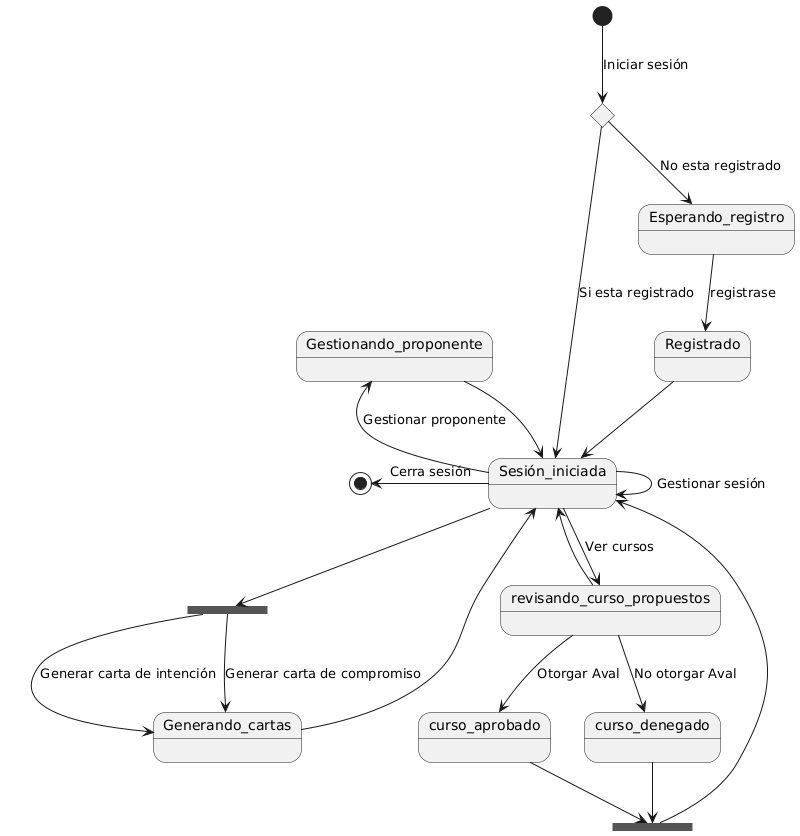 Iniciar sesión
No esta registrado
Esperando_registro
Si esta registrado
registrase
Gestionando_proponente
Registrado
Gestionar proponente
Cerra sesión
Sesión_iniciada
Gestionar sesión
Ver cursos
revisando_curso_propuestos
Generar carta de intención
Generar carta de compromiso
Otorgar Aval
No otorgar Aval
Generando_cartas
curso_aprobado
curso_denegado